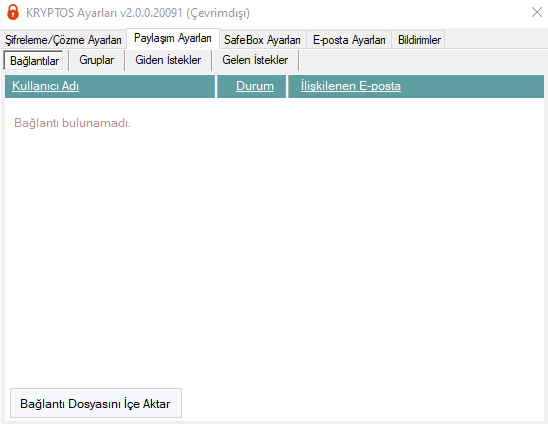 KRYPTOS Ayarları v2.0.0.20091 (Çevrimdışı)
Şifreleme/Çözme Ayarları Paylaşım Ayarları SafeBox Ayarları E-posta Ayarları Bildirimler
Bağlantılar Gruplar Giden İstekler Gelen İstekler
Kullanıcı Adı Durum İlişkilenen E-posta
Bağlantı bulunamadı.
Bağlantı Dosyasını İçe Aktar